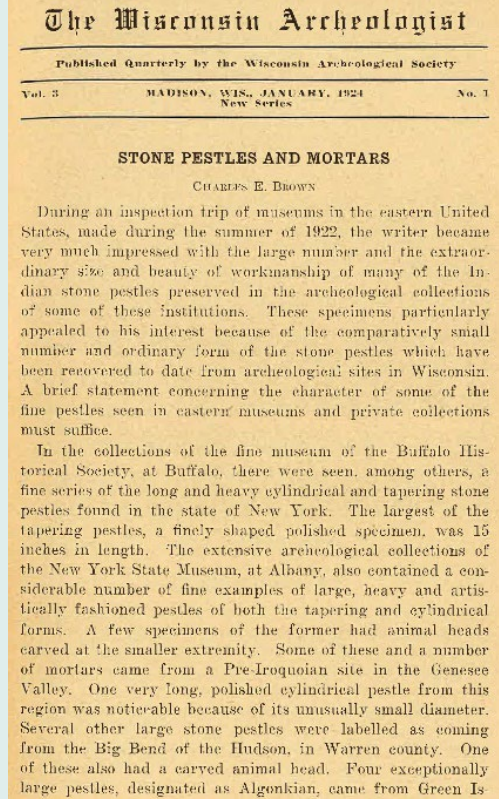 The Wisconsin Archeologist
Published Quarterly by the Wisconsin Archeological Society
Vol. 3 MADISON, WIS., JANUARY, 1924 No. 1
New Series
STONE PESTLES AND MORTARS
CHARLES E. BROWN
During an inspection trip of museums in the eastern United
States, made during the summer of 1922, the writer became
very much impressed with the large number and the extraor-
dinary size and beauty of workmanship of many of the In-
dian stone pestles preserved in the archeological collections
of some of these institutions. These specimens particularly
appealed to his interest because of the comparatively small
number and ordinary form of the stone pestles which have
been recovered to date from archeological sites in Wisconsin.
A brief statement concerning the character of some of the
fine pestles seen in eastern museums and private collections
must suffice.
In the collections of the fine museum of the Buffalo His-
torical Society, at Buffalo, there were seen, among others, a
fine series of the long and heavy cylindrical and tapering stone
pestles found in the state of New York. The largest of the
tapering pestles, a finely shaped polished specimen, was 15
inches in length. The extensive archeological collections of
the New York State Museum, at Albany, also contained a con-
siderable number of fine examples of large, heavy and artis-
tically fashioned pestles of both the tapering and cylindrical
forms. A few specimens of the former had animal heads
carved at the smaller extremity. Some of these and a number
of mortars came from a Pre-Iroquoian site in the Genesee
Valley. One very long, polished cylindrical pestle from this
region was noticeable because of its unusually small diameter.
Several other large stone pestles were labelled as coming
from the Big Bend of the Hudson, in Warren county. One
of these also had a carved animal head. Four exceptionally
large pestles, designated as Algonkian, came from Green Is-